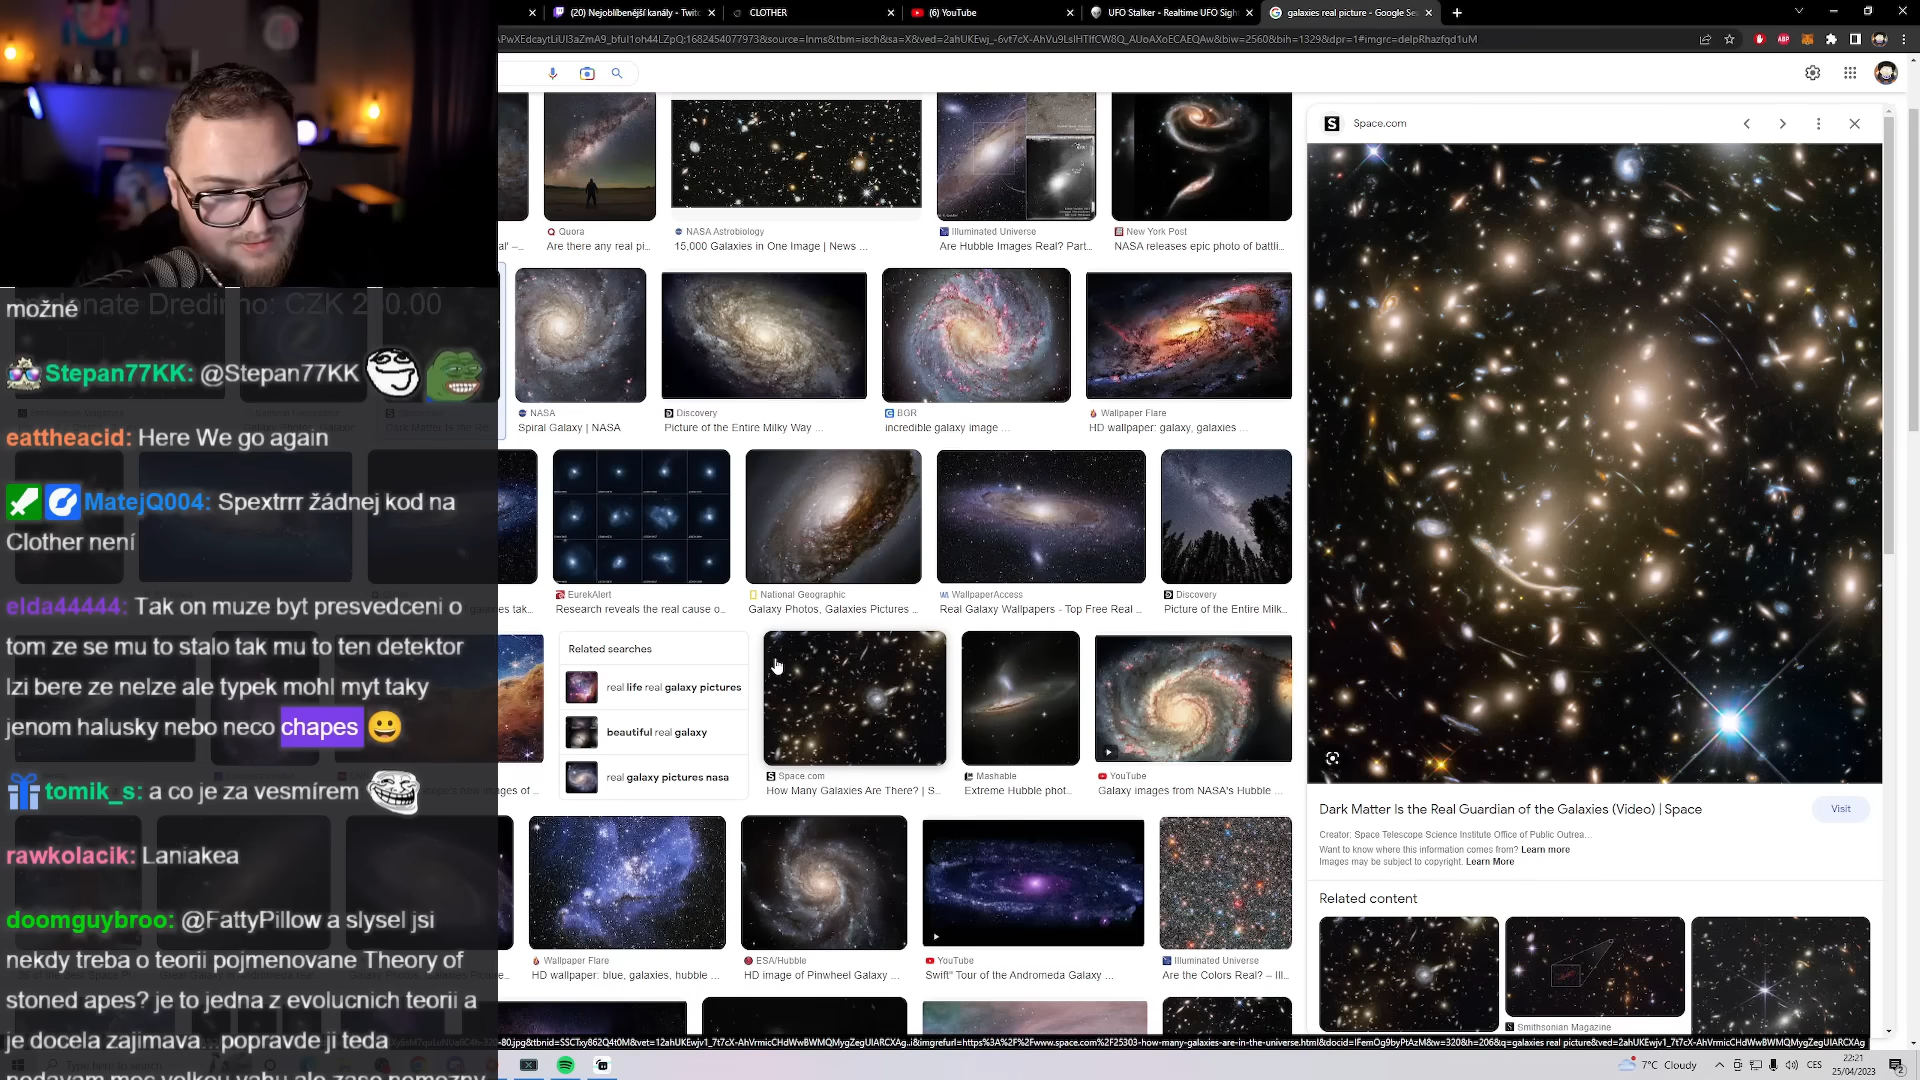 (20) Nejoblíbenější kanály - Twitc
CLOTHER
(6) YouTube
UFO Stalker - Realtime UFO Sigh
galaxies real picture - Google Se
Space.com
Quora
Are there any real pi...
NASA Astrobiology
15,000 Galaxies in One Image | News ...
Illuminated Universe
Are Hubble Images Real? Part...
New York Post
NASA releases epic photo of battli...
donate Dredinho: CZK
možné
Stepan77KK: @Stepan77KK
NASA
Spiral Galaxy | NASA
Discovery
Picture of the Entire Milky Way ...
BGR
incredible galaxy image ...
Wallpaper Flare
HD wallpaper: galaxy, galaxies ...
eattheacid: Here We go again
MatejQ004: Spextrrr žádnej kod na
Clother není
EurekAlert
Research reveals the real cause o...
National Geographic
Galaxy Photos, Galaxies Pictures ...
WallpaperAccess
Real Galaxy Wallpapers - Top Free Real ...
Discovery
Picture of the Entire Milk...
elda44444: Tak on muze byt presvedceni o
tom ze se mu to stalo tak mu to ten detektor
lzi bere ze nelze ale typek mohl myt taky
jenom halusky nebo neco chapes
Related searches
real life real galaxy pictures
beautiful real galaxy
real galaxy pictures nasa
Space.com
How Many Galaxies Are There? | S...
Mashable
Extreme Hubble phot...
YouTube
Galaxy images from NASA's Hubble ...
tomik_s: a co je za vesmírem
rawkolacik: Laniakea
Dark Matter Is the Real Guardian of the Galaxies (Video) | Space
Visit
Creator: Space Telescope Science Institute Office of Public Outrea...
Want to know where this information comes from? Learn more
Images may be subject to copyright. Learn More
Related content
Wallpaper Flare
HD wallpaper: blue, galaxies, hubble ...
ESA/Hubble
HD image of Pinwheel Galaxy ...
YouTube
Swift" Tour of the Andromeda Galaxy ...
Illuminated Universe
Are the Colors Real? – Ill...
doomguybroo: @FattyPillow a slysel jsi
nekdy treba o teorii pojmenovane Theory of
stoned apes? je to jedna z evolucnich teorii a
je docela zajimava... popravde ji teda
Smithsonian Magazine
7°C Cloudy
CES
22:21
25/04/2023